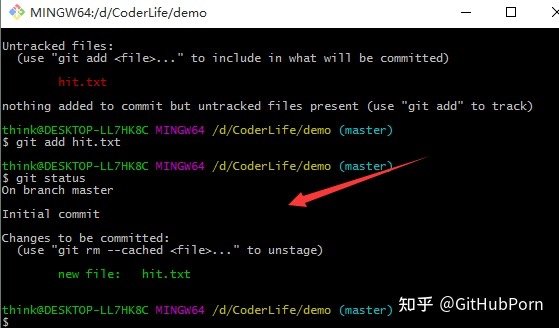 MINGW64:/d/CoderLife/demo
Untracked files:
(use "git add <file>..." to include in what will be committed)
hit.txt
nothing added to commit but untracked files present (use "git add" to track)
think@DESKTOP-LL7HK8C MINGW64 /d/CoderLife/demo (master)
$ git add hit.txt
think@DESKTOP-LL7HK8C MINGW64 /d/CoderLife/demo (master)
$ git status
On branch master
Initial commit
Changes to be committed:
(use "git rm --cached <file>..." to unstage)
new file:   hit.txt
think@DESKTOP-LL7HK8C MINGW64 /d/CoderLife/demo (master)
$
知乎 @GitHubPorn